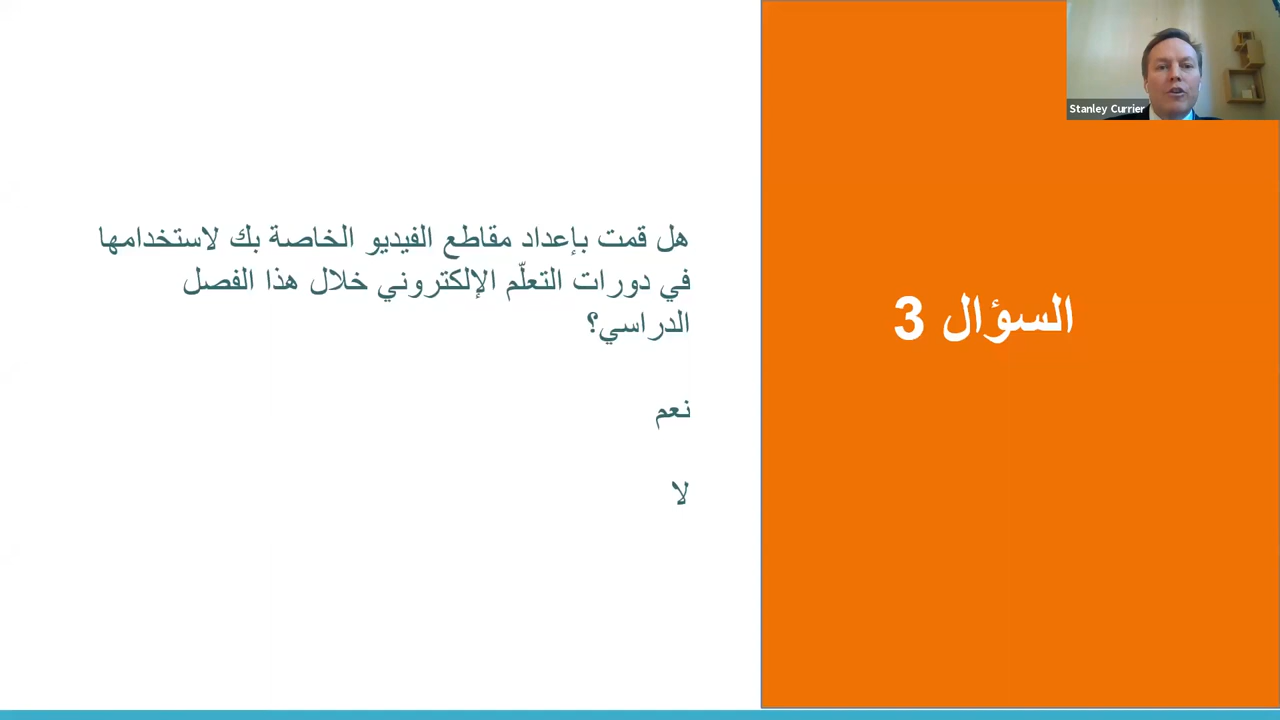 السؤال 3
هل قمت بإعداد مقاطع الفيديو الخاصة بك لاستخدامها
في دورات التعلّم الإلكتروني خلال هذا الفصل
الدراسي؟
نعم
لا
Stanley Currier